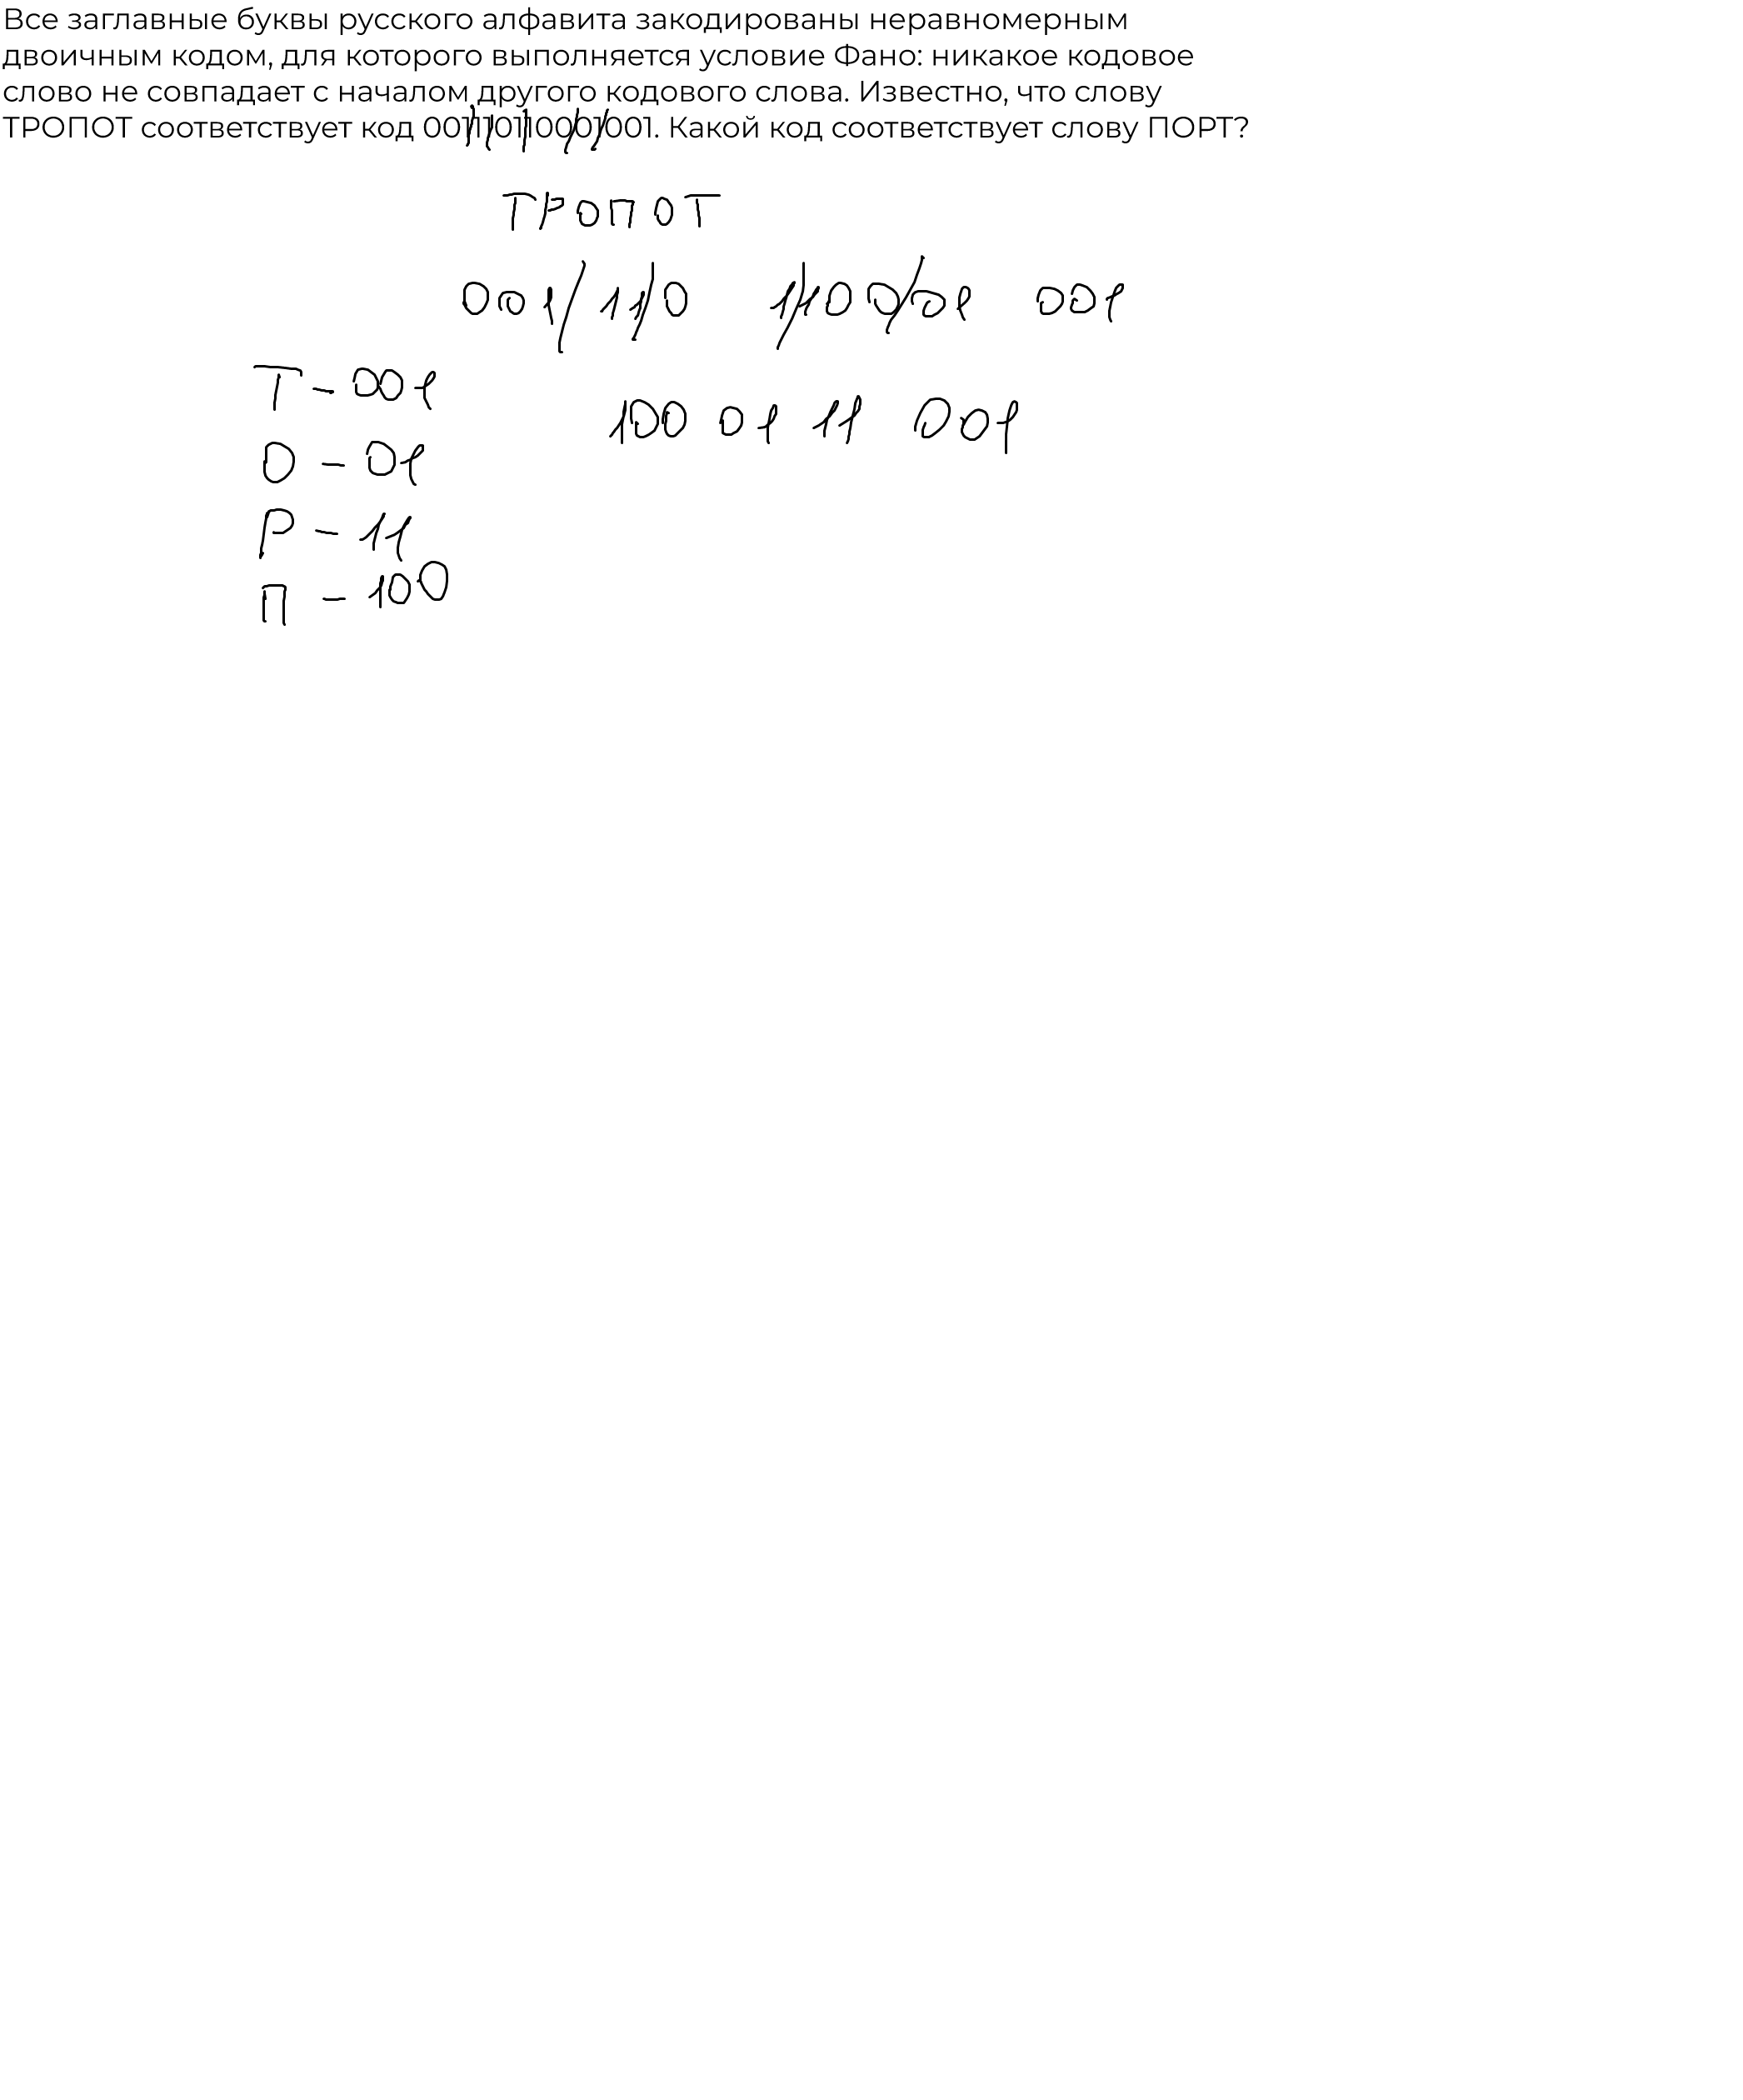 Все заглавные буквы русского алфавита закодированы неравномерным
двоичным кодом, для которого выполняется условие Фано: никакое кодовое
слово не совпадает с началом другого кодового слова. Известно, что слову
ТРОПОТ соответствует код 001110110001001. Какой код соответствует слову ПОРТ?
ТРОПОТ
001/11/0 1/100/01 001
Т - 001
О - 01
Р - 11
П - 100
100 01 11 001